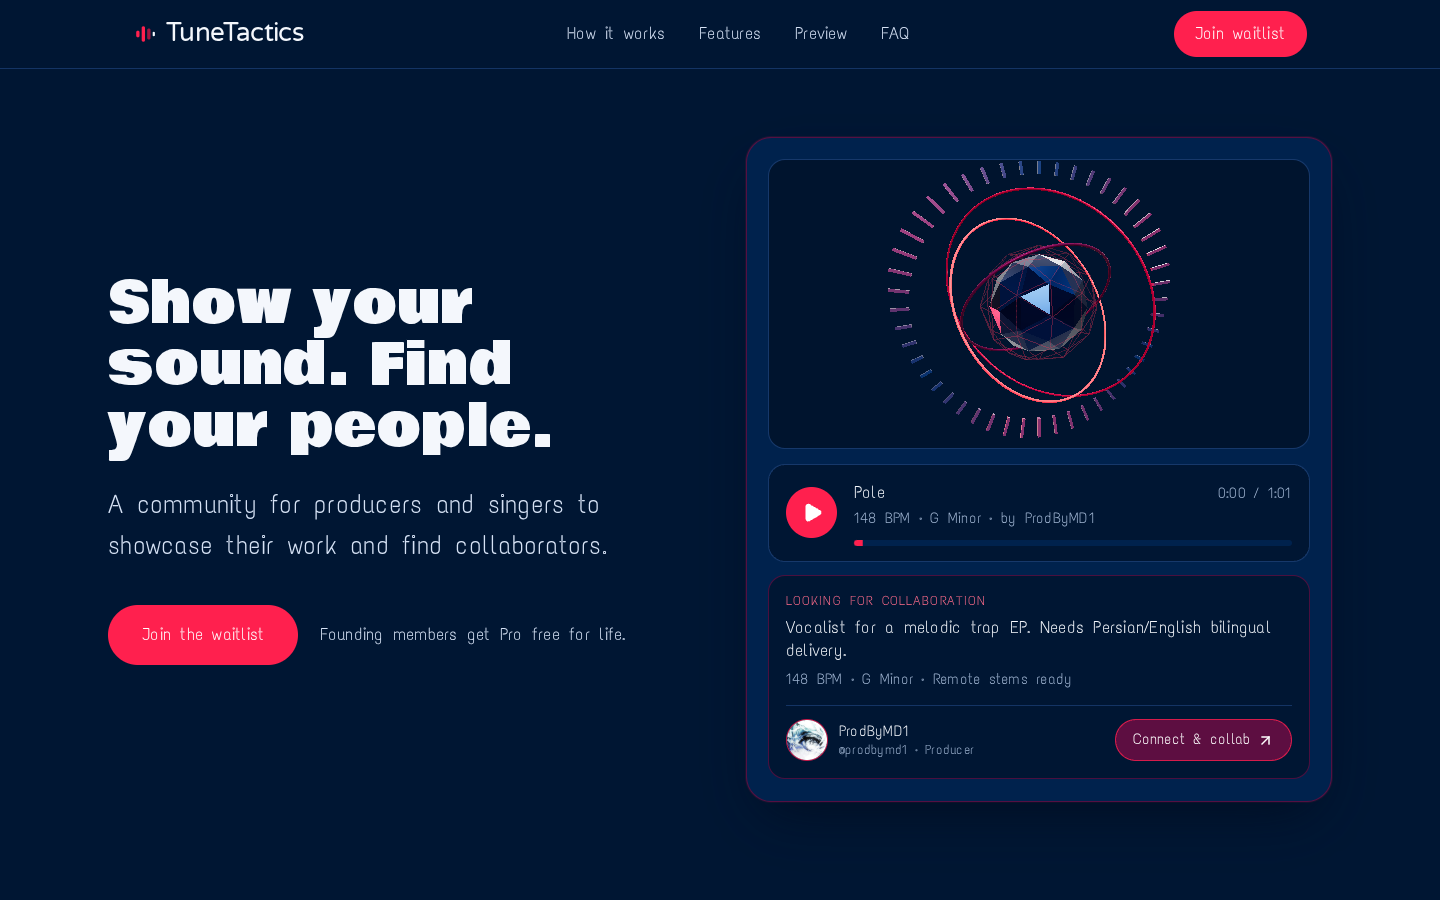 TuneTactics
How it works
Features
Preview
FAQ
Join waitlist
Show your
sound. Find
your people.
A community for producers and singers to
showcase their work and find collaborators.
Join the waitlist
Founding members get Pro free for life.
Pole
0:00 / 1:01
148 BPM • G Minor • by ProdByMD1
LOOKING FOR COLLABORATION
Vocalist for a melodic trap EP. Needs Persian/English bilingual
delivery.
148 BPM • G Minor • Remote stems ready
ProdByMD1
@prodbymd1 • Producer
Connect & collab